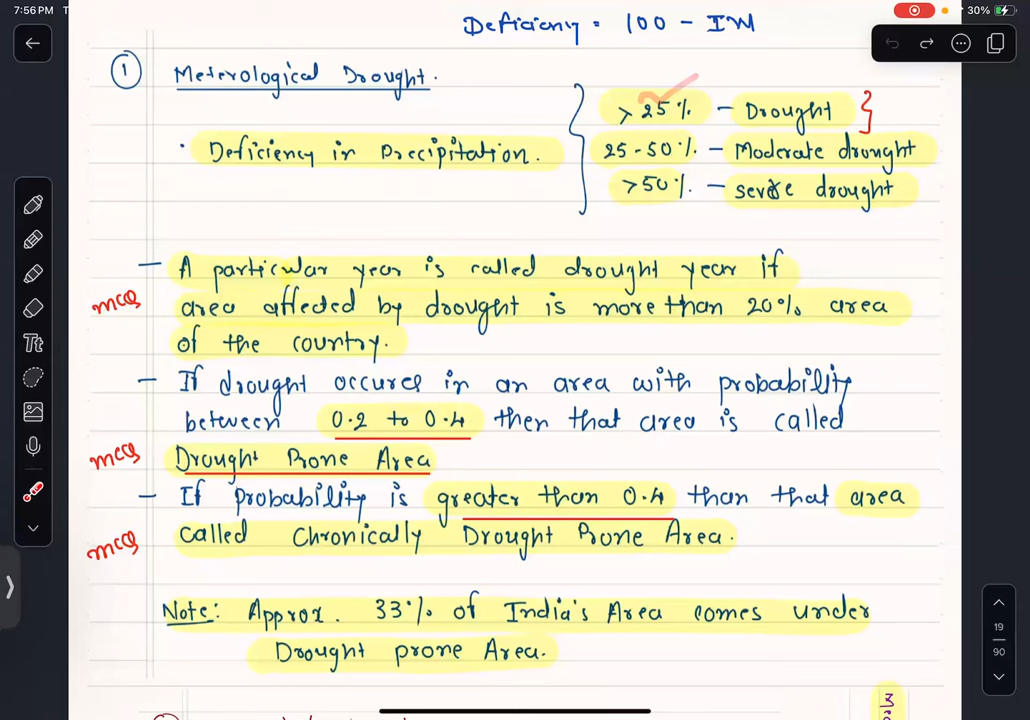 7:56 PM T
30%
Deficiency = 100 - IM
① Meterological Drought.
> 25% - Drought
• Deficiency in Precipitation.
25-50% - Moderate drought
>50% - severe drought
- A particular year is called drought year if
mcq
area affected by drought is more than 20% area
of the country.
- If drought occures in an area with probability
between 0.2 to 0.4 then that area is called
mcq
Drought Prone Area
- If probability is greater than 0.4 than that area
mcq
called Chronically Drought Prone Area.
Note: Approx. 33% of India's Area comes under
Drought prone Area.
Tt
19
90